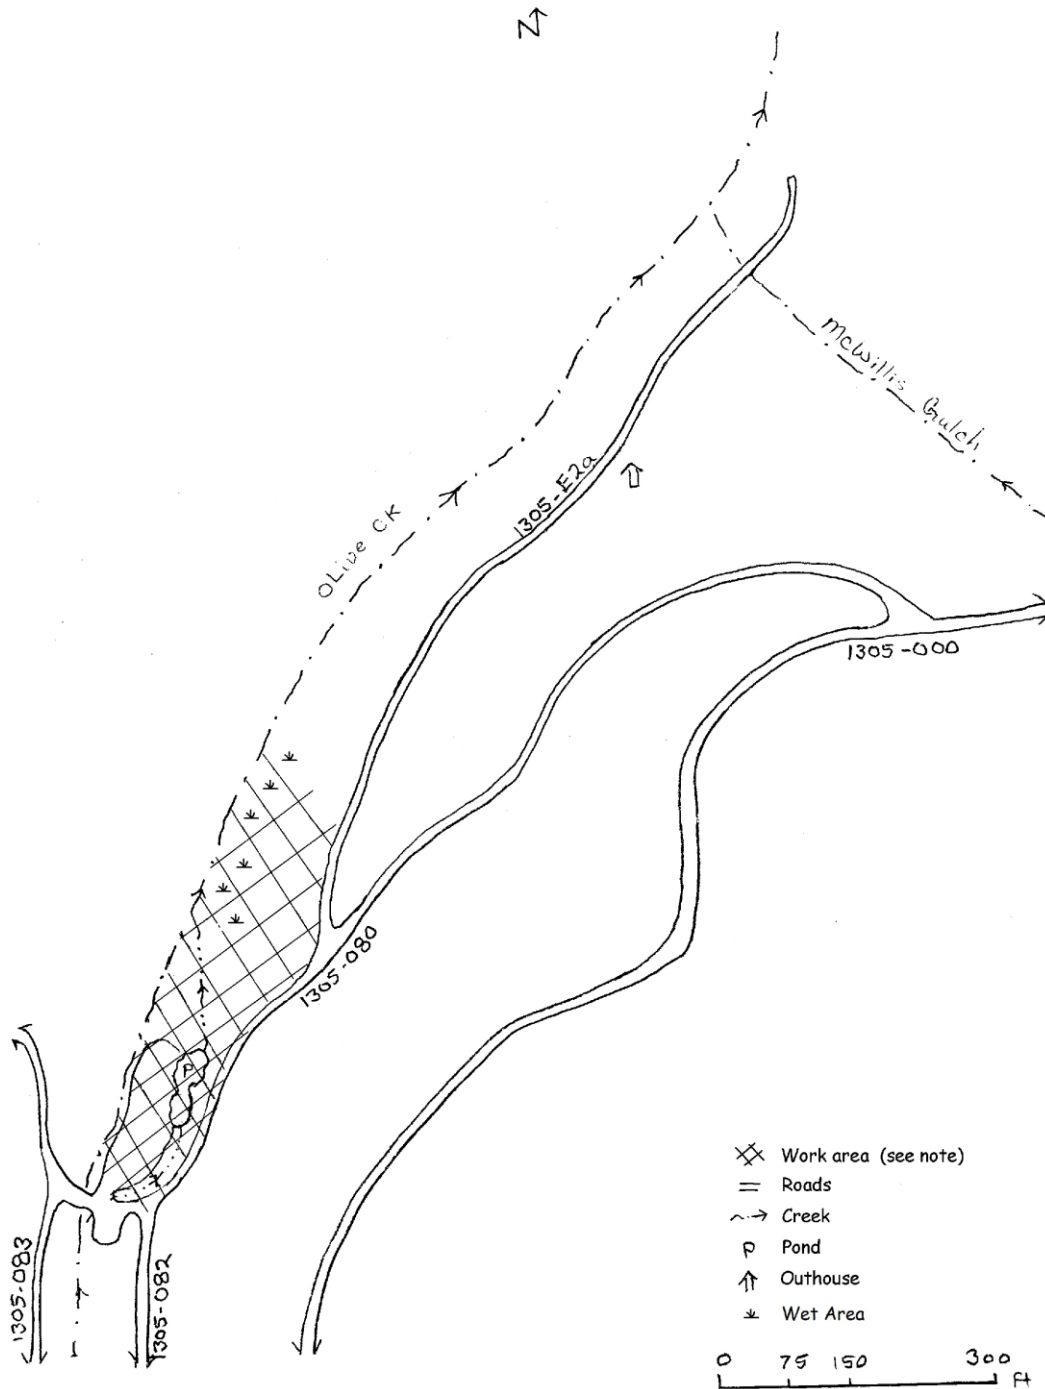 N
McWillis Gulch
1305-E2a
OLive CK
1305-000
1305-080
P
1305-083
1305-082
Work area (see note)
Roads
Creek
P Pond
Outhouse
Wet Area
0 75 150 300
Ft